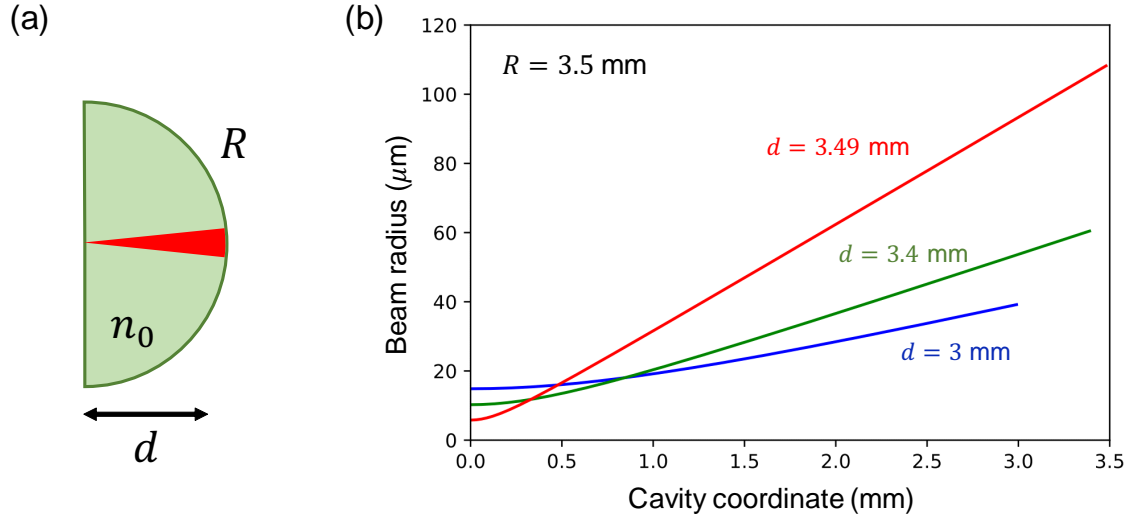 (a)
R
n₀
d
(b)
R = 3.5 mm
d = 3.49 mm
d = 3.4 mm
d = 3 mm
Beam radius (μm)
120
100
80
60
40
20
0
0.0 0.5 1.0 1.5 2.0 2.5 3.0 3.5
Cavity coordinate (mm)